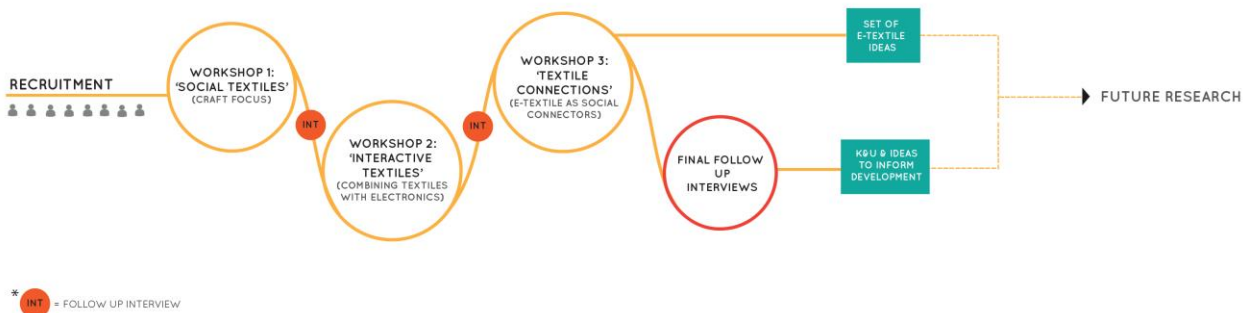 RECRUITMENT
WORKSHOP 1:
‘SOCIAL TEXTILES’
(CRAFT FOCUS)
INT
WORKSHOP 2:
‘INTERACTIVE
TEXTILES’
(COMBINING TEXTILES
WITH ELECTRONICS)
INT
WORKSHOP 3:
‘TEXTILE
CONNECTIONS’
(E-TEXTILE AS SOCIAL
CONNECTORS)
FINAL FOLLOW
UP
INTERVIEWS
SET OF
E-TEXTILE
IDEAS
K&U & IDEAS
TO INFORM
DEVELOPMENT
FUTURE RESEARCH
* INT = FOLLOW UP INTERVIEW